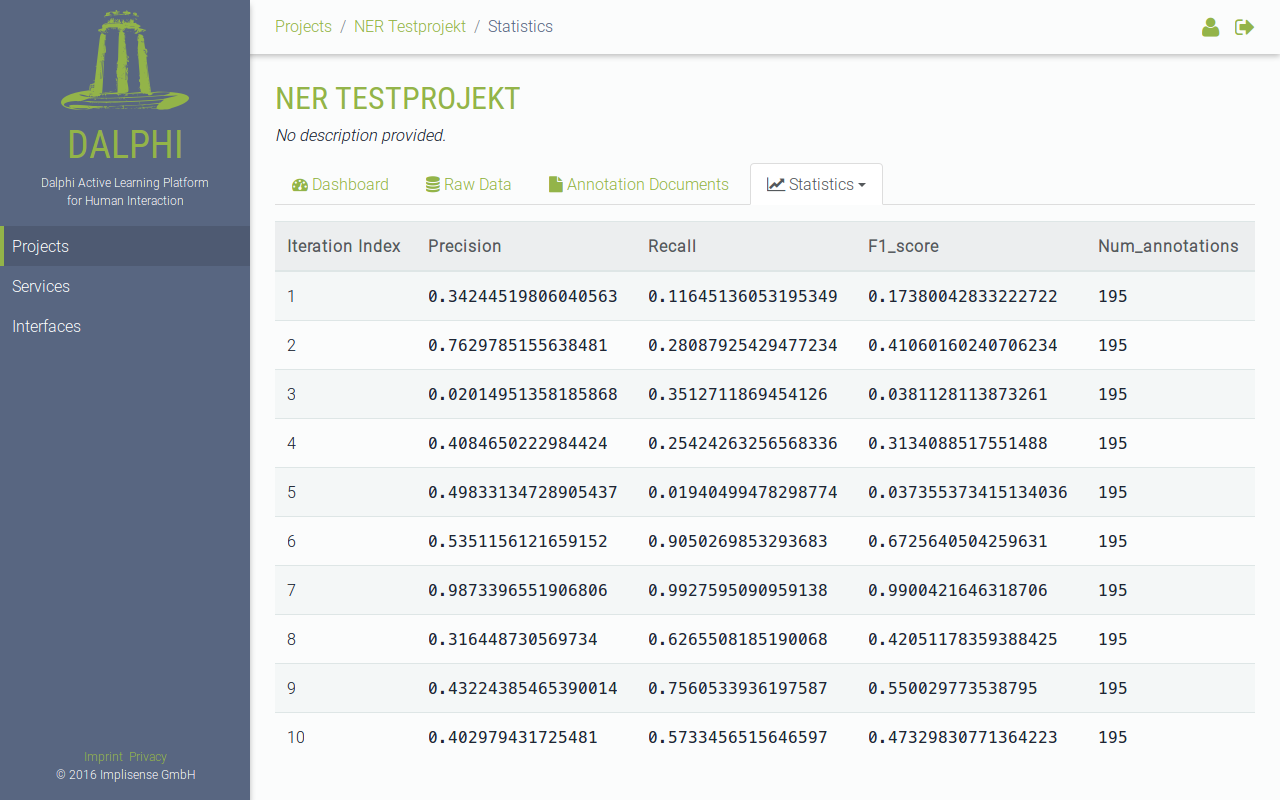 DALPHI
Dalphi Active Learning Platform
for Human Interaction
Projects
Services
Interfaces
Imprint Privacy
© 2016 Implisense GmbH
Projects / NER Testprojekt / Statistics
NER TESTPROJEKT
No description provided.
Dashboard Raw Data Annotation Documents Statistics
Iteration Index Precision Recall F1_score Num_annotations
1 0.34244519806040563 0.11645136053195349 0.17380042833222722 195
2 0.7629785155638481 0.28087925429477234 0.41060160240706234 195
3 0.02014951358185868 0.3512711869454126 0.0381128113873261 195
4 0.4084650222984424 0.25424263256568336 0.3134088517551488 195
5 0.49833134728905437 0.01940499478298774 0.037355373415134036 195
6 0.5351156121659152 0.9050269853293683 0.6725640504259631 195
7 0.9873396551906806 0.9927595090959138 0.9900421646318706 195
8 0.316448730569734 0.6265508185190068 0.42051178359388425 195
9 0.43224385465390014 0.7560533936197587 0.550029773538795 195
10 0.402979431725481 0.5733456515646597 0.47329830771364223 195